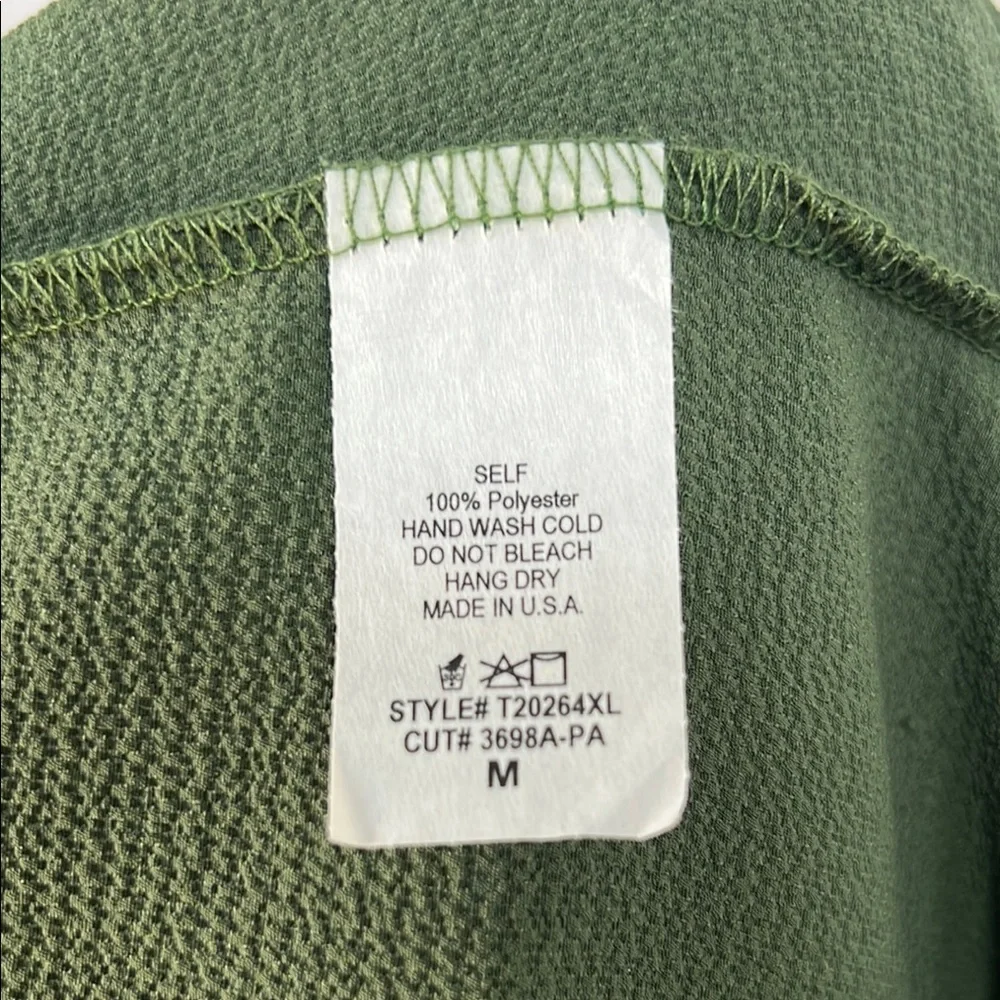 SELF
100% Polyester
HAND WASH COLD
DO NOT BLEACH
HANG DRY
MADE IN U.S.A.
STYLE# T20264XL
CUT# 3698A-PA
M